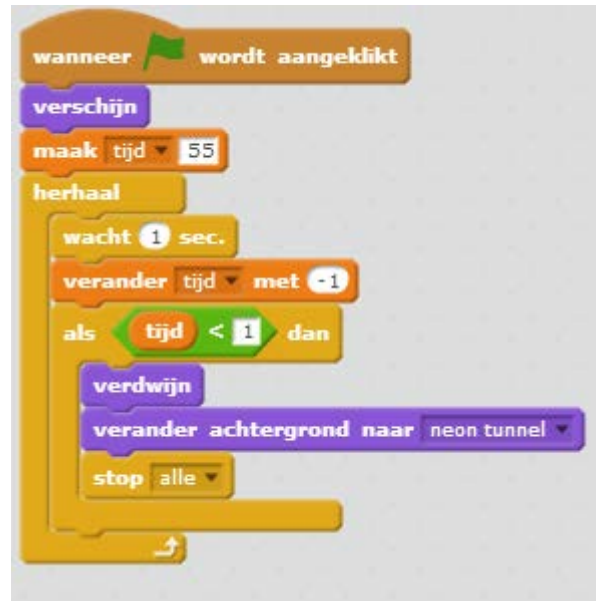 wanneer wordt aangeklikt
verschijn
maak tijd 55
herhaal
wacht 1 sec.
verander tijd met -1
als tijd < 1 dan
verdwijn
verander achtergrond naar neon tunnel
stop alle